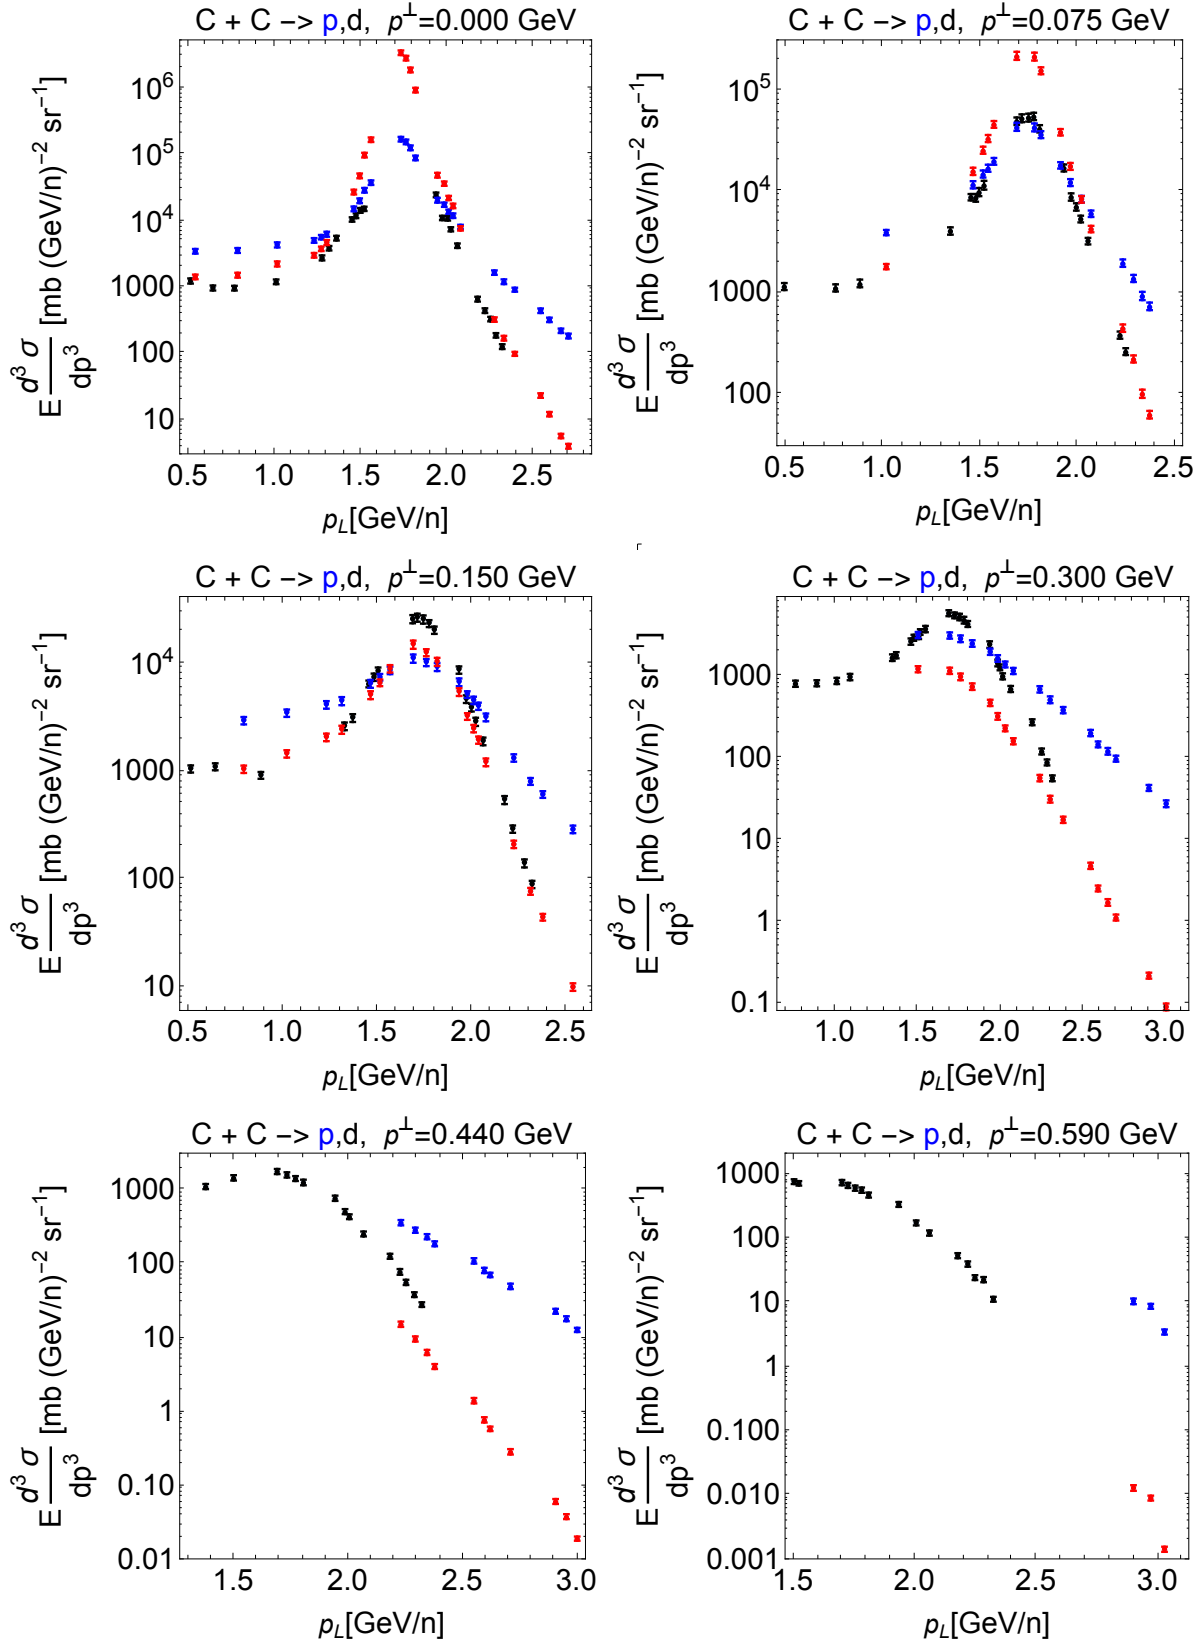 C + C -> p,d, p⊥=0.000 GeV
E d³σ/dp³ [mb (GeV/n)⁻² sr⁻¹]
10⁶
10⁵
10⁴
1000
100
10
0.5 1.0 1.5 2.0 2.5
p_L[GeV/n]
C + C -> p,d, p⊥=0.075 GeV
E d³σ/dp³ [mb (GeV/n)⁻² sr⁻¹]
10⁵
10⁴
1000
100
0.5 1.0 1.5 2.0 2.5
p_L[GeV/n]
C + C -> p,d, p⊥=0.150 GeV
E d³σ/dp³ [mb (GeV/n)⁻² sr⁻¹]
10⁴
1000
100
10
0.5 1.0 1.5 2.0 2.5
p_L[GeV/n]
C + C -> p,d, p⊥=0.300 GeV
E d³σ/dp³ [mb (GeV/n)⁻² sr⁻¹]
1000
100
10
1
0.1
1.0 1.5 2.0 2.5 3.0
p_L[GeV/n]
C + C -> p,d, p⊥=0.440 GeV
E d³σ/dp³ [mb (GeV/n)⁻² sr⁻¹]
1000
100
10
1
0.10
0.01
1.5 2.0 2.5 3.0
p_L[GeV/n]
C + C -> p,d, p⊥=0.590 GeV
E d³σ/dp³ [mb (GeV/n)⁻² sr⁻¹]
1000
100
10
1
0.100
0.010
0.001
1.5 2.0 2.5 3.0
p_L[GeV/n]